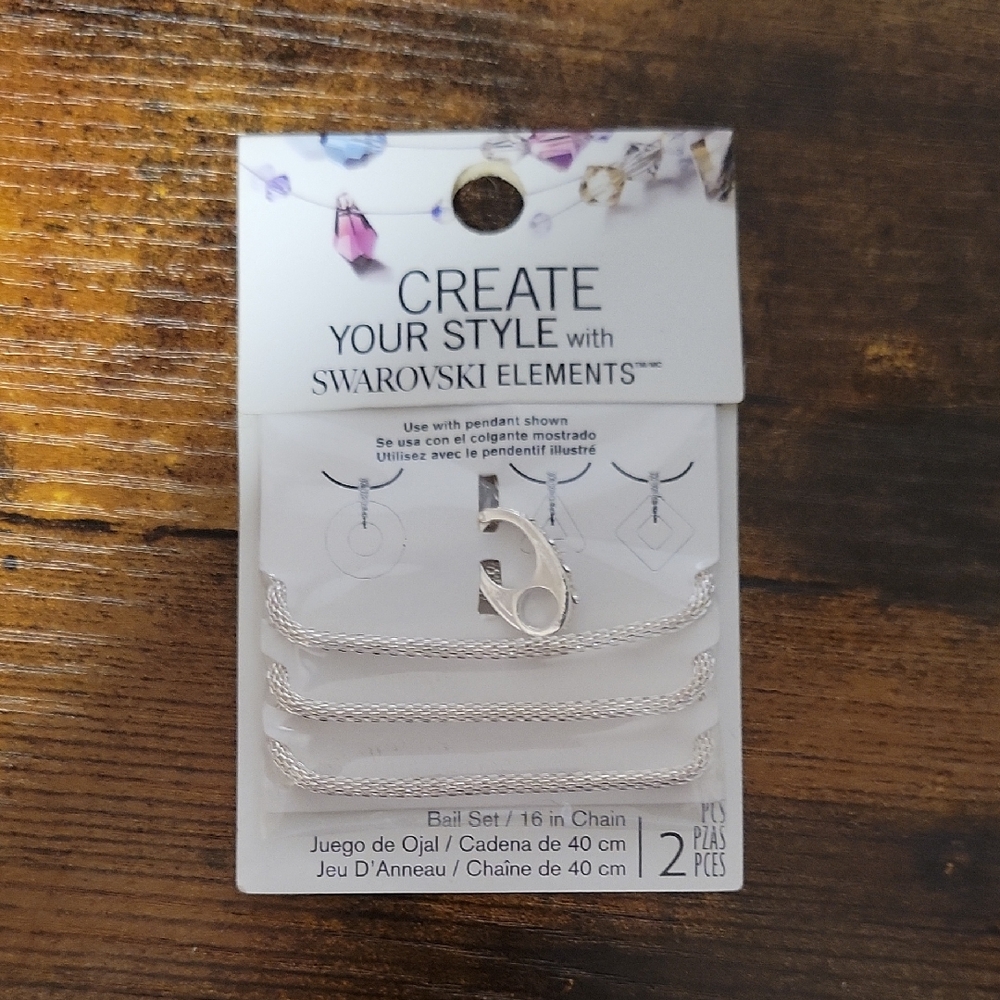 CREATE
YOUR STYLE with
SWAROVSKI ELEMENTS™/MC
Use with pendant shown
Se usa con el colgante mostrado
Utilisez avec le pendentif illustré
Bail Set / 16 in Chain
Juego de Ojal / Cadena de 40 cm
Jeu D'Anneau / Chaîne de 40 cm
2 PCS
PZAS
PCES